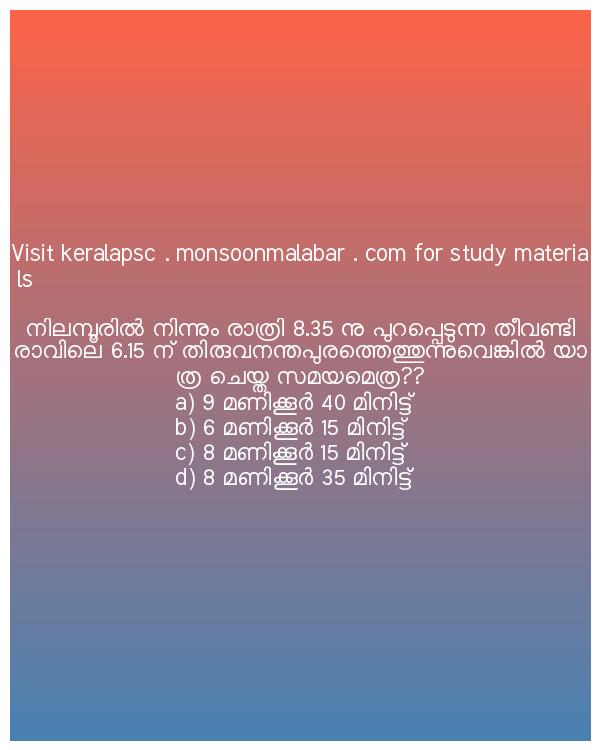 Visit keralapsc . monsoonmalabar . com for study materia
ls
നിലമ്പൂരിൽ നിന്നും രാത്രി 8.35 നു പുറപ്പെടുന്ന തീവണ്ടി
രാവിലെ 6.15 ന് തിരുവനന്തപുരത്തെത്തുന്നുവെങ്കിൽ യാ
ത്ര ചെയ്ത സമയമെത്ര??
a) 9 മണിക്കൂർ 40 മിനിട്ട്
b) 6 മണിക്കൂർ 15 മിനിട്ട്
c) 8 മണിക്കൂർ 15 മിനിട്ട്
d) 8 മണിക്കൂർ 35 മിനിട്ട്